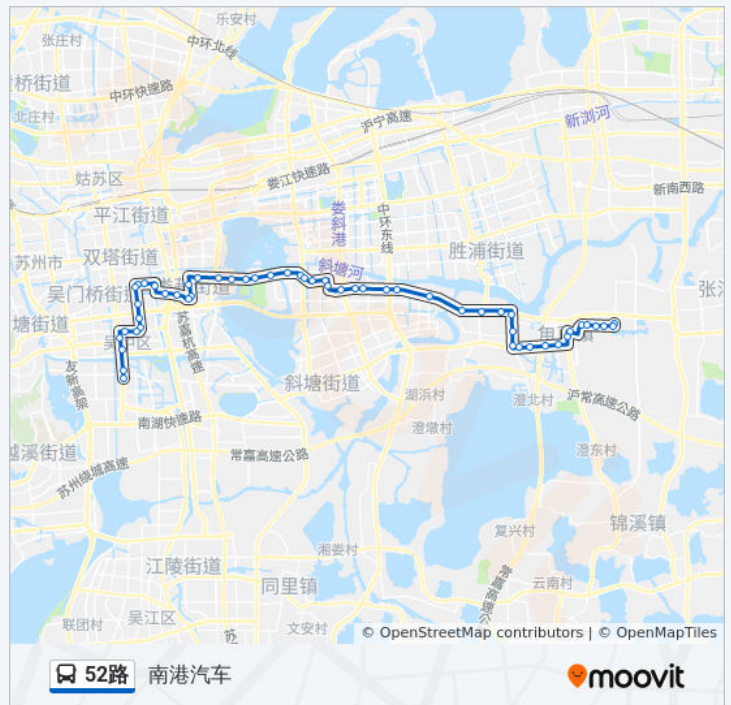 乐安村
张庄村
中环北线
桥街道
中环快速路
北庄村
沪宁高速
新浏河
姑苏区
娄江快速路
新南西路
平江街道
娄斜港
中环东线
双塔街道
胜浦街道
苏州市
斜塘河
吴门桥街道
街道
张浦
塘街道
苏嘉杭高速
友新高架
斜塘街道
湖浜村
澄北村
沪常高速公路
南湖快速路
澄墩村
越溪街道
常嘉高速公路
澄东村
苏州绕城高速
锦溪镇
复兴村
湘娄村
江陵街道
同里镇
常嘉高速公
云南村
吴江区
联团村
文安村
苏
© OpenStreetMap contributors | © OpenMapTiles
52路 南港汽车
moovit